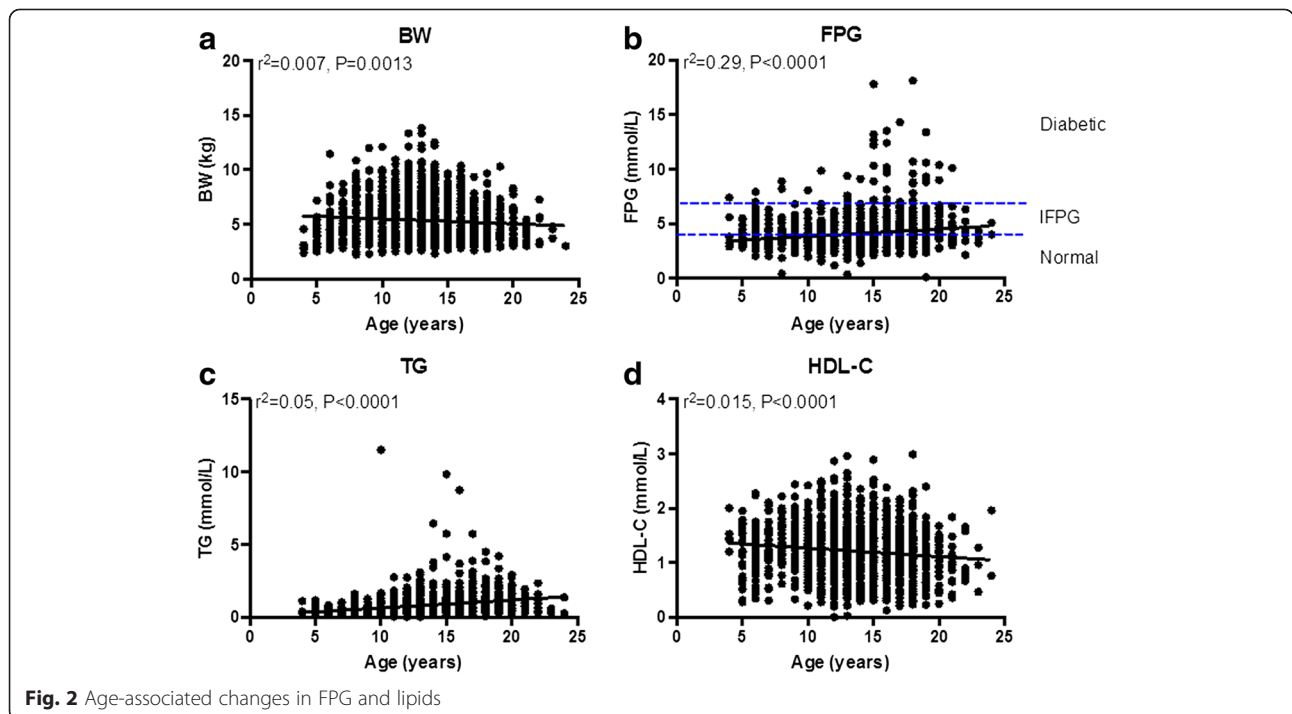 a BW
r²=0.007, P=0.0013
BW (kg)
20
15
10
5
0
0 5 10 15 20 25
Age (years)
b FPG
r²=0.29, P<0.0001
FPG (mmol/L)
20
15
10
5
0
0 5 10 15 20 25
Age (years)
Diabetic
IFPG
Normal
c TG
r²=0.05, P<0.0001
TG (mmol/L)
15
10
5
0
0 5 10 15 20 25
Age (years)
d HDL-C
r²=0.015, P<0.0001
HDL-C (mmol/L)
4
3
2
1
0
0 5 10 15 20 25
Age (years)
Fig. 2 Age-associated changes in FPG and lipids